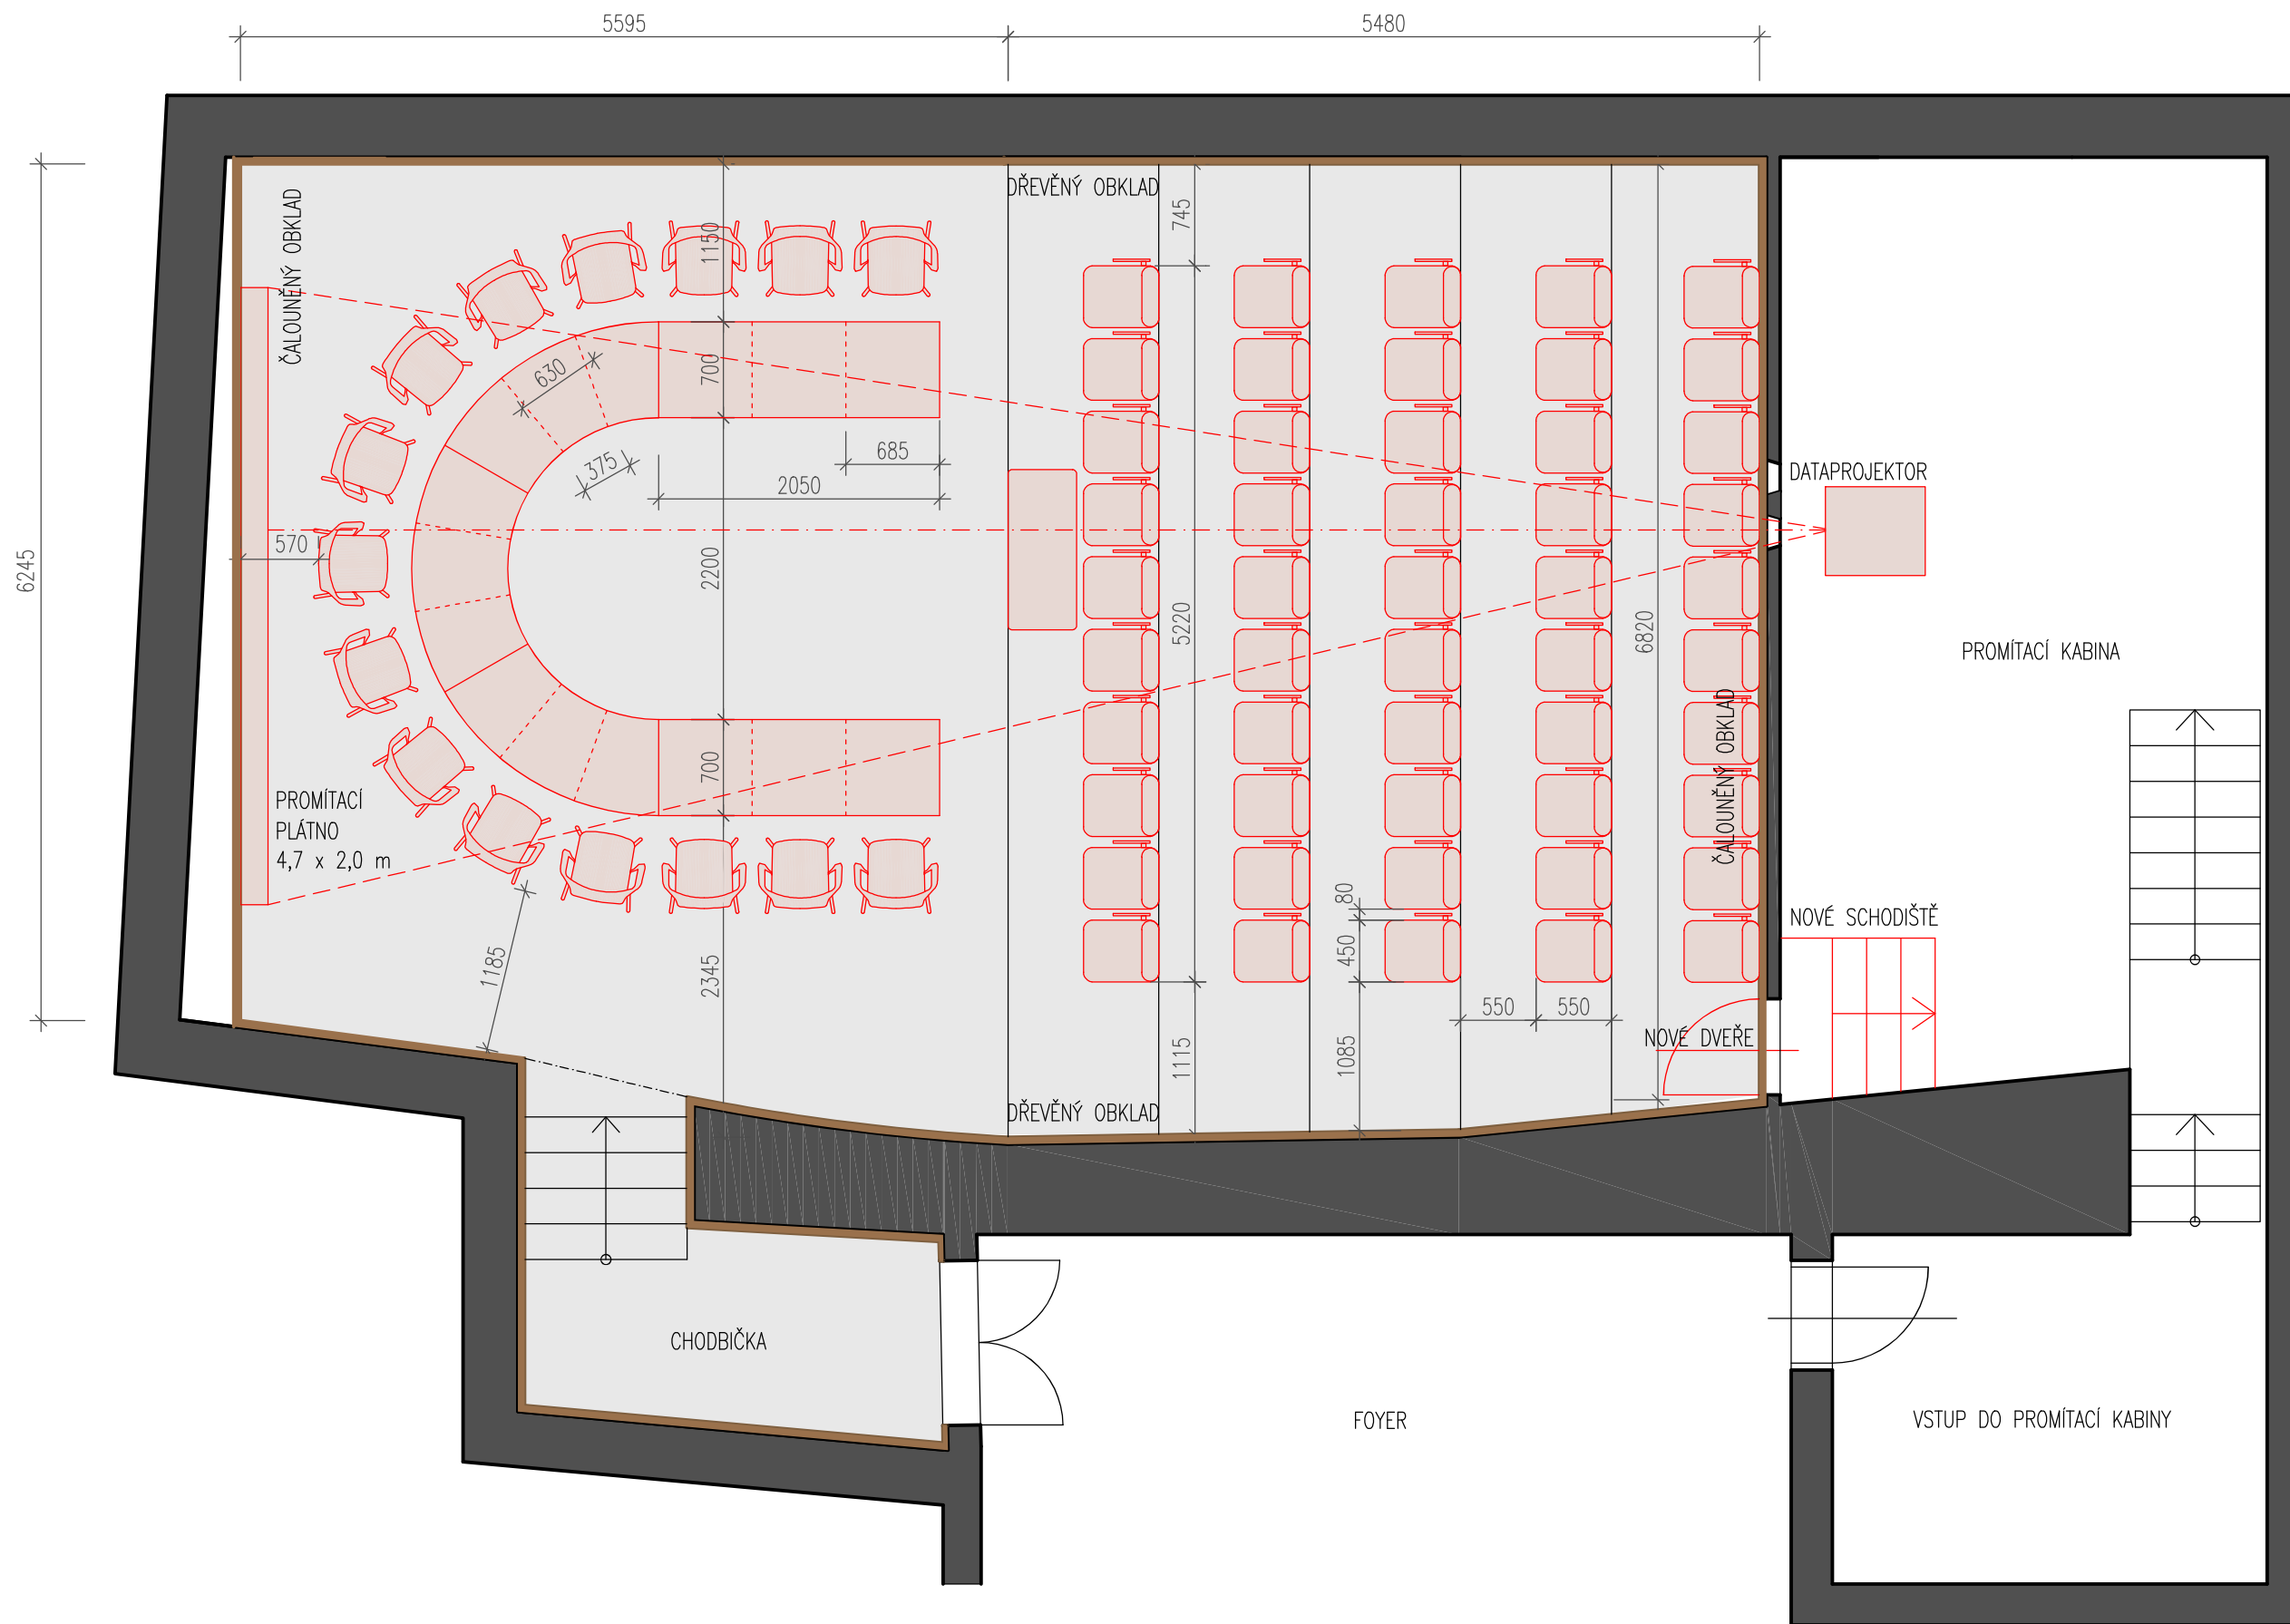 5595
5480
6245
ČALOUNĚNÝ OBKLAD
DŘEVĚNÝ OBKLAD
745
1150
700
630
375
685
2050
570
2200
5220
6820
DATAPROJEKTOR
PROMÍTACÍ KABINA
ČALOUNĚNÝ OBKLAD
700
PROMÍTACÍ
PLÁTNO
4,7 x 2,0 m
80
450
NOVÉ SCHODIŠTĚ
1185
2345
550
550
NOVÉ DVEŘE
1115
1085
DŘEVĚNÝ OBKLAD
CHODBIČKA
FOYER
VSTUP DO PROMÍTACÍ KABINY